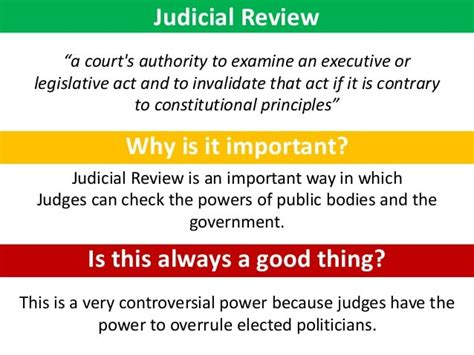 Judicial Review
“a court's authority to examine an executive or
legislative act and to invalidate that act if it is contrary
to constitutional principles”
Why is it important?
Judicial Review is an important way in which
Judges can check the powers of public bodies and the
government.
Is this always a good thing?
This is a very controversial power because judges have the
power to overrule elected politicians.